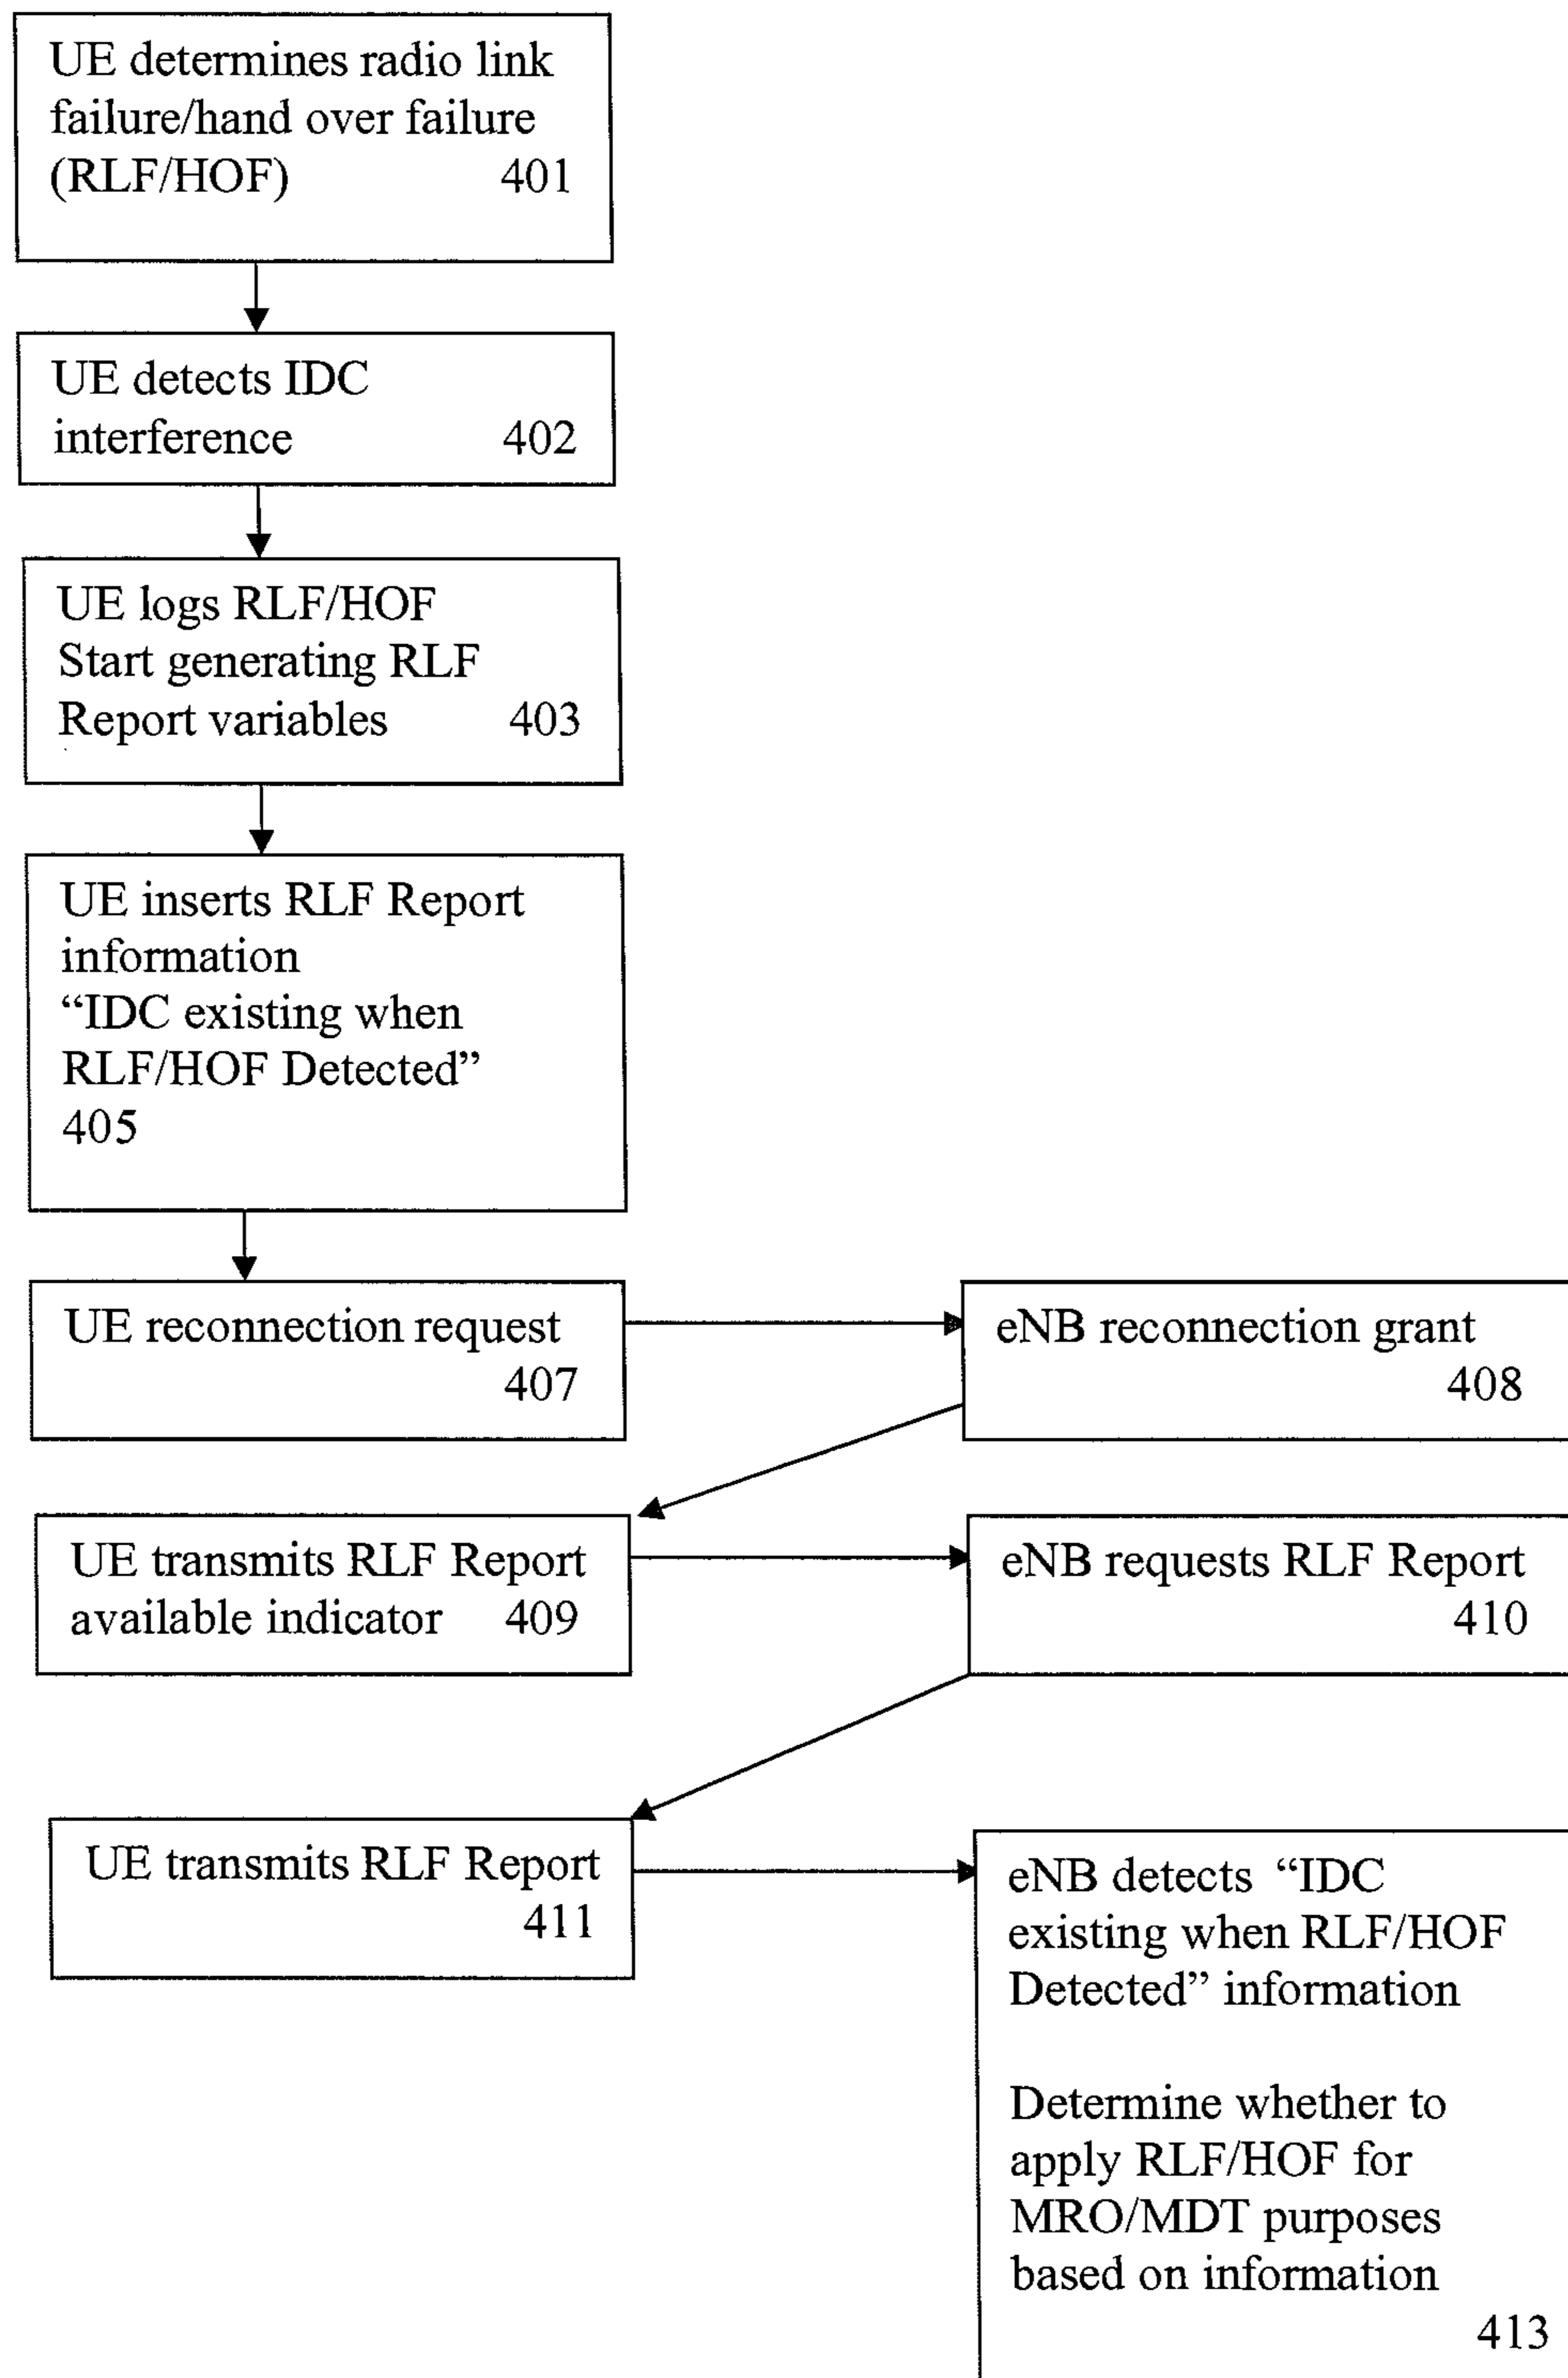 UE determines radio link
failure/hand over failure
(RLF/HOF) 401
UE detects IDC
interference 402
UE logs RLF/HOF
Start generating RLF
Report variables 403
UE inserts RLF Report
information
“IDC existing when
RLF/HOF Detected”
405
UE reconnection request
407
eNB reconnection grant
408
UE transmits RLF Report
available indicator 409
eNB requests RLF Report
410
UE transmits RLF Report
411
eNB detects “IDC
existing when RLF/HOF
Detected” information
Determine whether to
apply RLF/HOF for
MRO/MDT purposes
based on information
413